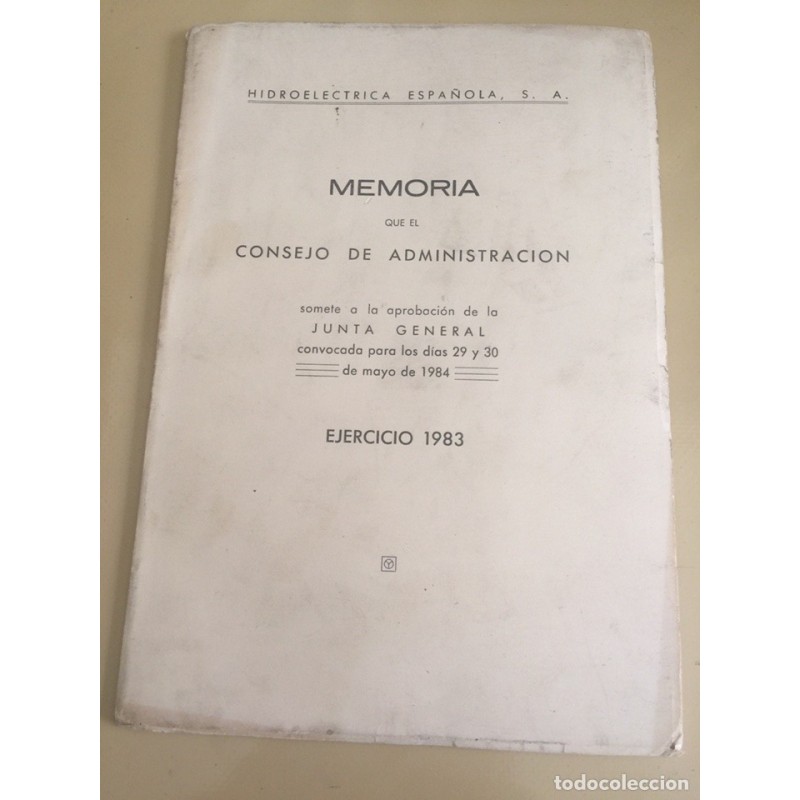 HIDROELECTRICA ESPAÑOLA, S. A.
MEMORIA
QUE EL
CONSEJO DE ADMINISTRACION
somete a la aprobación de la
JUNTA GENERAL
convocada para los días 29 y 30
de mayo de 1984
EJERCICIO 1983
todocoleccion